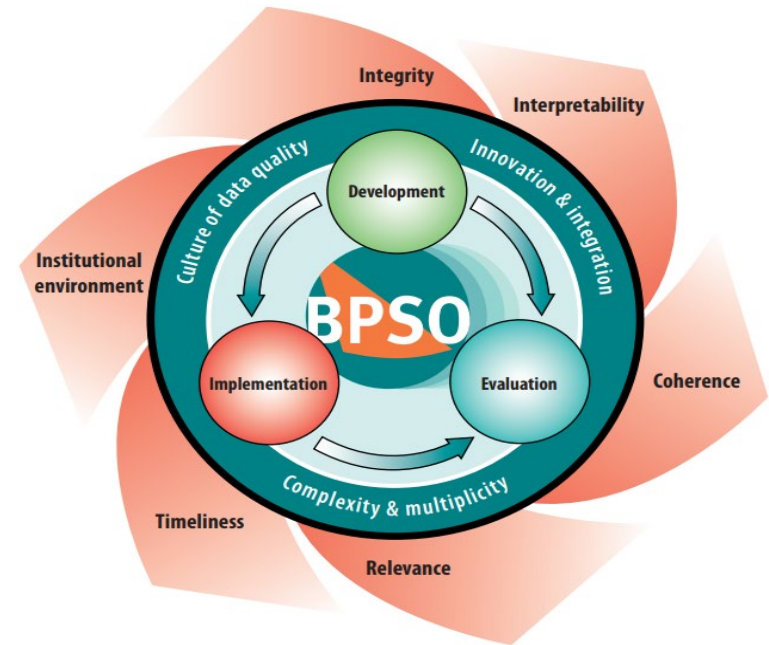 Integrity
Interpretability
Culture of data quality
Innovation & integration
Development
Institutional
environment
BPSO
Implementation
Evaluation
Coherence
Complexity & multiplicity
Timeliness
Relevance